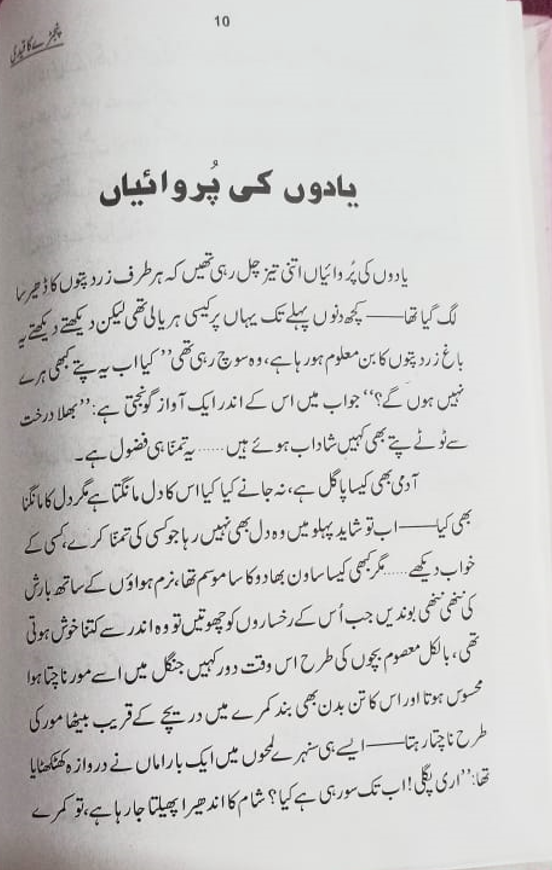 10
پنجرے کا قیدی
یادوں کی پُروائیاں
یادوں کی پُروائیاں اتنی تیز چل رہی تھیں کہ ہر طرف زرد پتوں کا ڈھیر سا
لگ گیا تھا —— کچھ دنوں پہلے تک یہاں پر کیسی ہریالی تھی لیکن دیکھتے دیکھتے یہ
باغ زرد پتوں کا بن معلوم ہو رہا ہے، وہ سوچ رہی تھی ’’کیا اب یہ پتے کبھی ہرے
نہیں ہوں گے؟‘‘ جواب میں اس کے اندر ایک آواز گونجتی ہے: ’’بھلا درخت
سے ٹوٹے پتے بھی کہیں شاداب ہوئے ہیں...... یہ تمنّا ہی فضول ہے۔
آدمی بھی کیسا پاگل ہے، نہ جانے کیا کیا اس کا دل مانگتا ہے مگر دل کا مانگنا
بھی کیا —— اب تو شاید پہلو میں وہ دل بھی نہیں رہا جو کسی کی تمنّا کرے، کسی کے
خواب دیکھے...... مگر کبھی کیسا ساون بھادو کا سا موسم تھا، نرم ہواؤں کے ساتھ بارش
کی ننھی ننھی بوندیں جب اُس کے رخساروں کو چھوتیں تو وہ اندر سے کتنا خوش ہوتی
تھی، بالکل معصوم بچوں کی طرح اس وقت دور کہیں جنگل میں اسے مور ناچتا ہوا
محسوس ہوتا اور اس کا تن بدن بھی بند کمرے میں دریچے کے قریب بیٹھا مور کی
طرح ناچتا رہتا —— ایسے ہی سنہرے لمحوں میں ایک بار اماں نے دروازہ کھٹکھٹایا
تھا: ’’اری پگلی! اب تک سو رہی ہے کیا؟ شام کا اندھیرا پھیلتا جا رہا ہے، تو کمرے